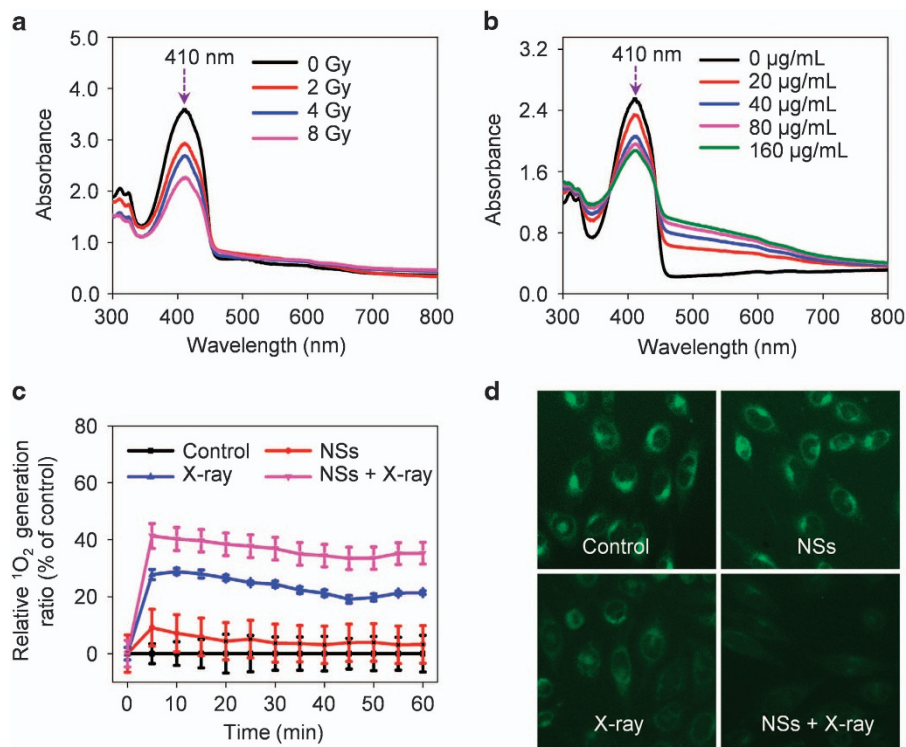 a
5.0
4.0
3.0
2.0
1.0
0.0
Absorbance
410 nm
0 Gy
2 Gy
4 Gy
8 Gy
300 400 500 600 700 800
Wavelength (nm)
b
3.2
2.4
1.6
0.8
0.0
Absorbance
410 nm
0 µg/mL
20 µg/mL
40 µg/mL
80 µg/mL
160 µg/mL
300 400 500 600 700 800
Wavelength (nm)
c
80
60
40
20
0
Relative ¹O₂ generation
ratio (% of control)
Control NSs
X-ray NSs + X-ray
0 10 20 30 40 50 60
Time (min)
d
Control NSs
X-ray NSs + X-ray